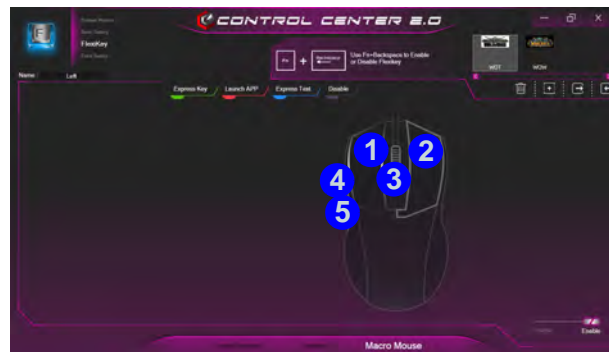 CONTROL CENTER 2.0
FlexiKey
Fn + Backspace Use Fn+Backspace to Enable
or Disable Flexikey
WOT WOW
Name : Left
Express Key Launch APP Express Text Disable
1 2
3
4
5
Enable
Macro Mouse